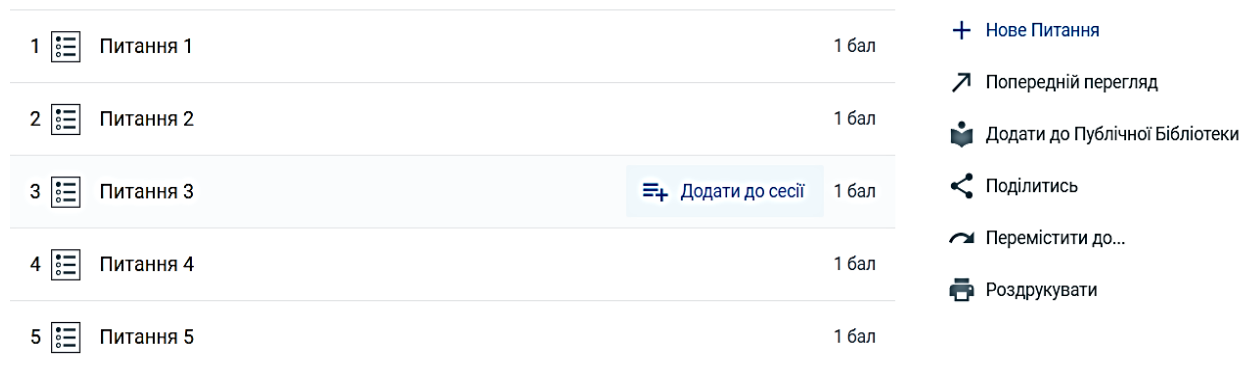 1 Питання 1 1 бал
2 Питання 2 1 бал
3 Питання 3 Додати до сесії 1 бал
4 Питання 4 1 бал
5 Питання 5 1 бал
Нове Питання
Попередній перегляд
Додати до Публічної Бібліотеки
Поділитись
Перемістити до...
Роздрукувати